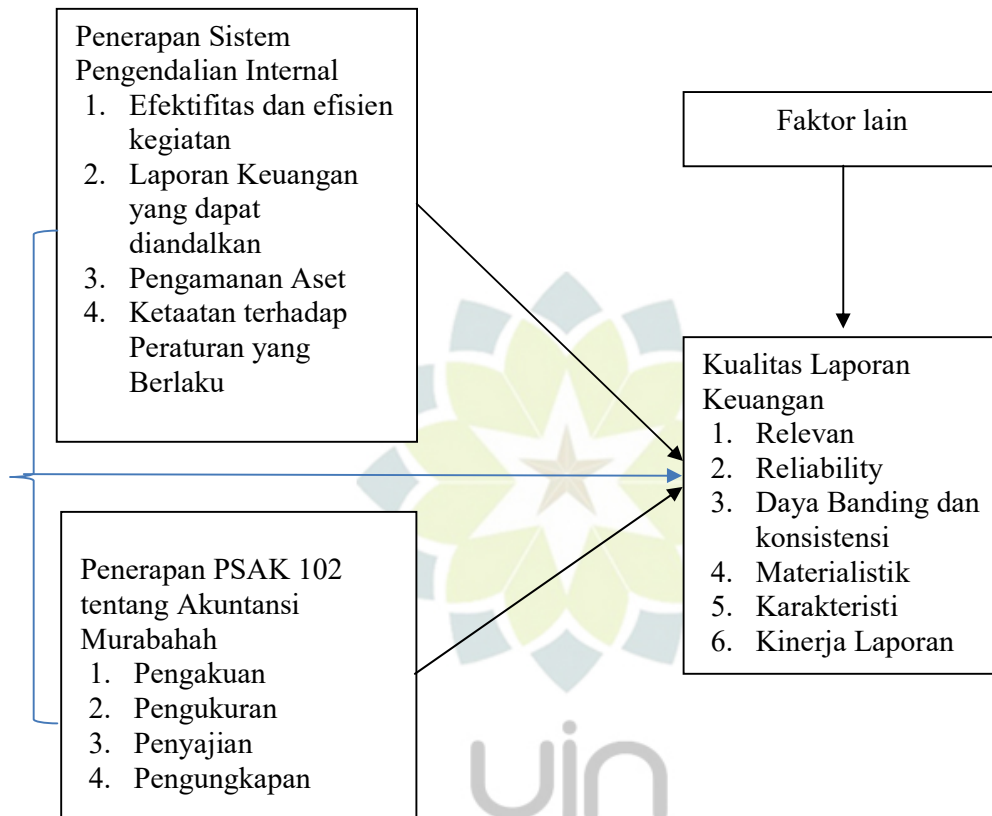 Penerapan Sistem
Pengendalian Internal
1. Efektifitas dan efisien
kegiatan
2. Laporan Keuangan
yang dapat
diandalkan
3. Pengamanan Aset
4. Ketaatan terhadap
Peraturan yang
Berlaku
Faktor lain
Kualitas Laporan
Keuangan
1. Relevan
2. Reliability
3. Daya Banding dan
konsistensi
4. Materialistik
5. Karakteristi
6. Kinerja Laporan
Penerapan PSAK 102
tentang Akuntansi
Murabahah
1. Pengakuan
2. Pengukuran
3. Penyajian
4. Pengungkapan
uin